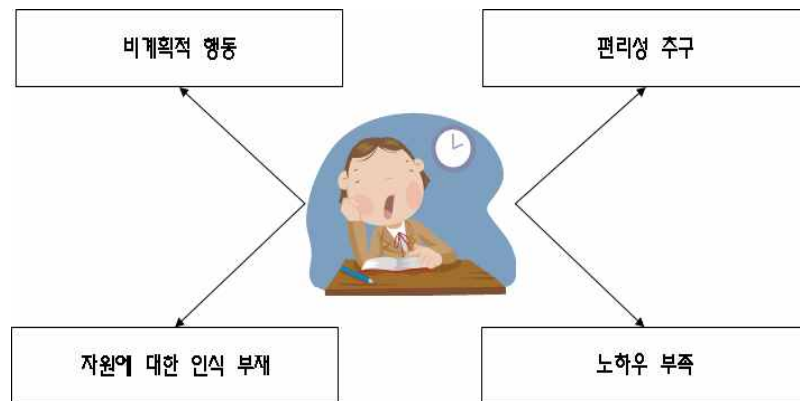 비계획적 행동
편리성 추구
자원에 대한 인식 부재
노하우 부족